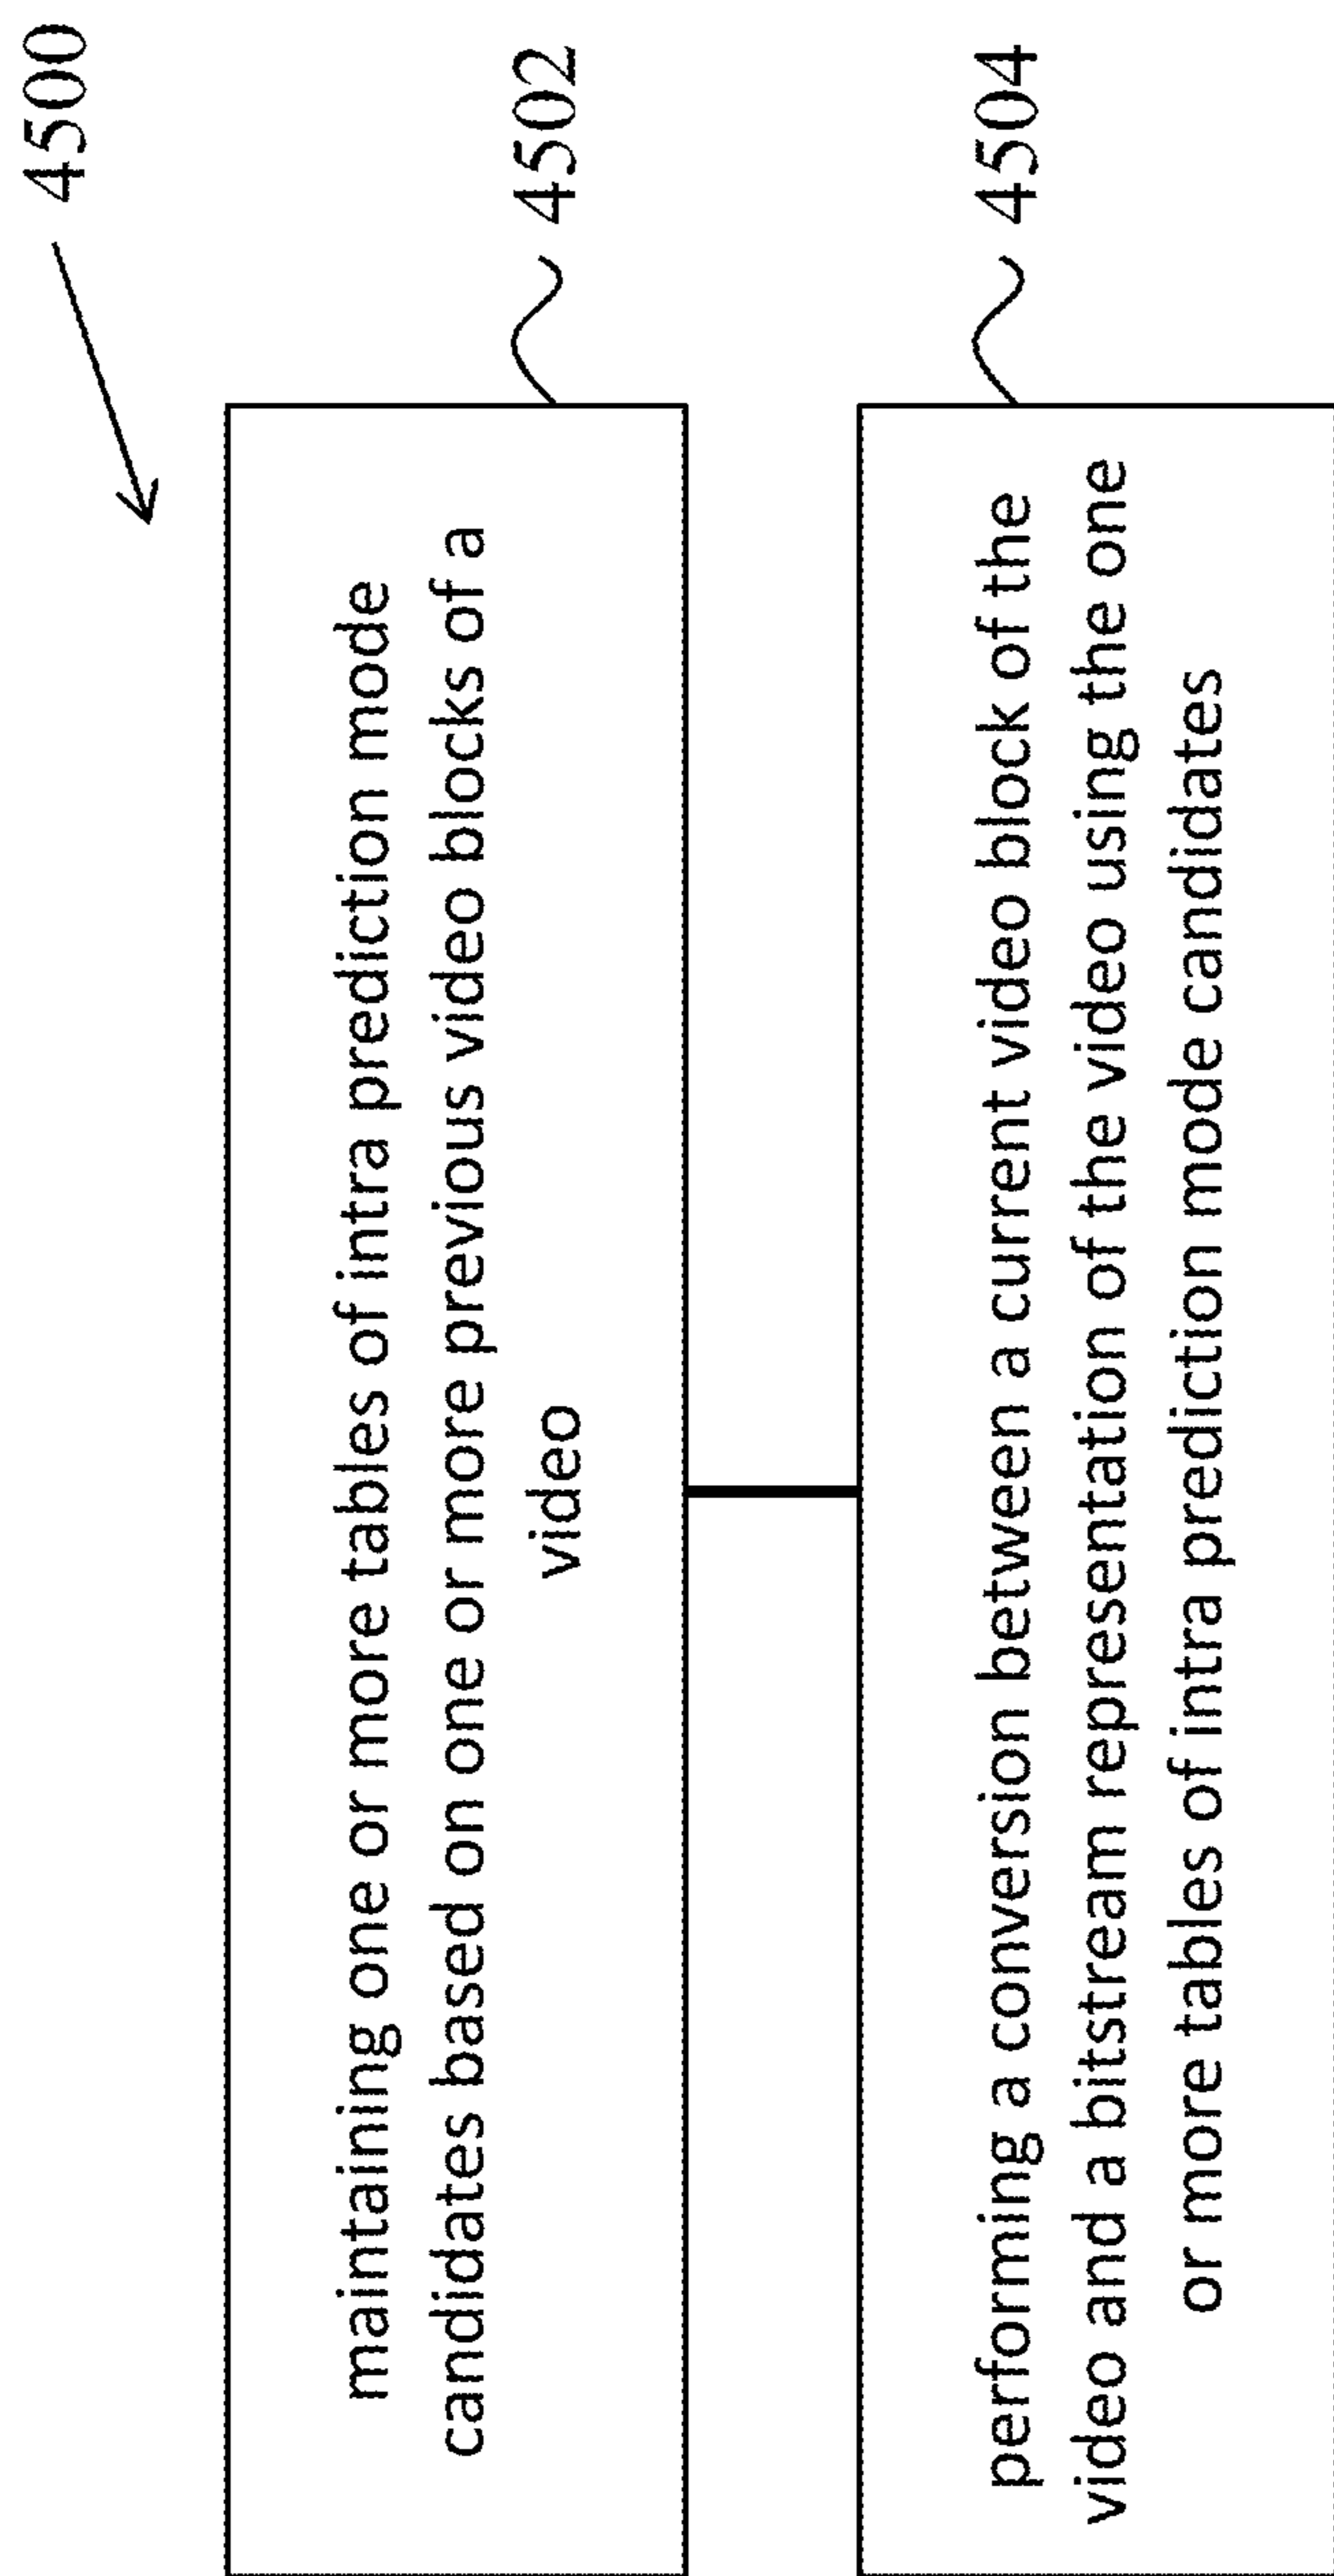 4500
maintaining one or more tables of intra prediction mode
candidates based on one or more previous video blocks of a
video
4502
performing a conversion between a current video block of the
video and a bitstream representation of the video using the one
or more tables of intra prediction mode candidates
4504